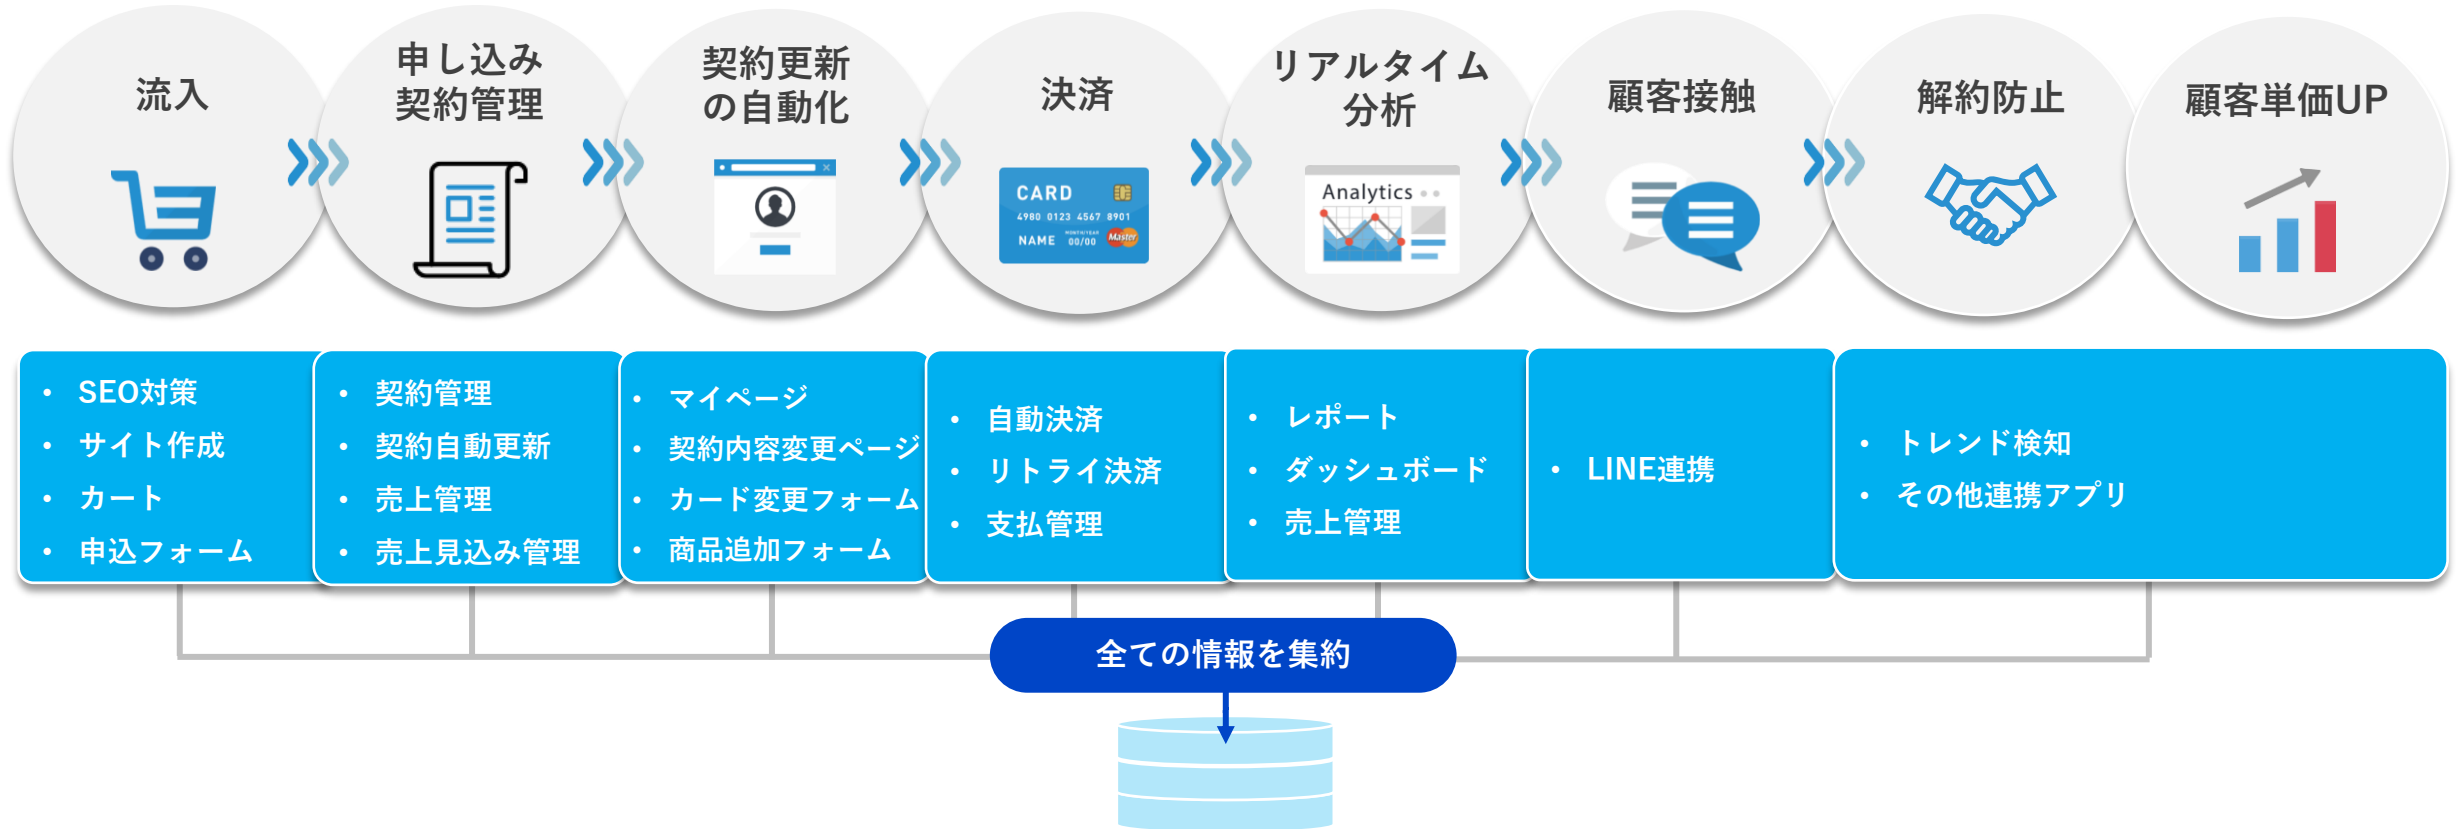 流入
申し込み
契約管理
契約更新
の自動化
決済
リアルタイム
分析
顧客接触
解約防止
顧客単価UP
CARD
4980 0123 4567 8901
MONTH/YEAR
NAME 00/00
Master
Analytics
• SEO対策
• サイト作成
• カート
• 申込フォーム
• 契約管理
• 契約自動更新
• 売上管理
• 売上見込み管理
• マイページ
• 契約内容変更ページ
• カード変更フォーム
• 商品追加フォーム
• 自動決済
• リトライ決済
• 支払管理
• レポート
• ダッシュボード
• 売上管理
• LINE連携
• トレンド検知
• その他連携アプリ
全ての情報を集約